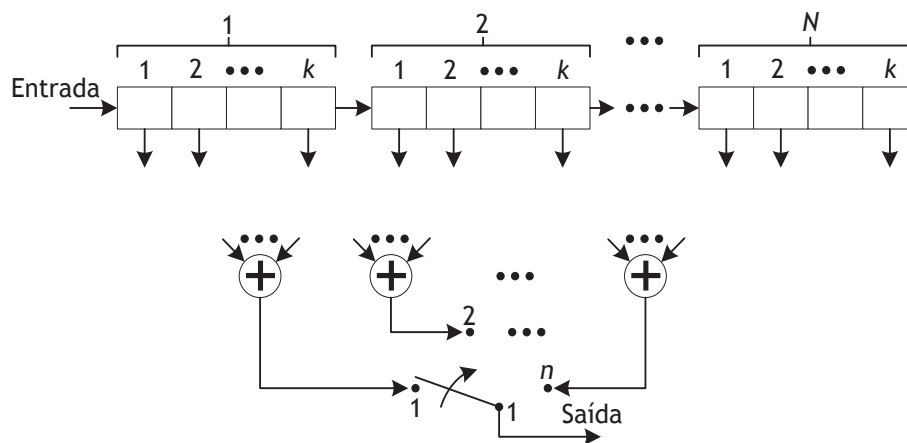 1 2 N
1 2 k 1 2 k 1 2 k
Entrada
+ + +
2
n
1 1 Saída